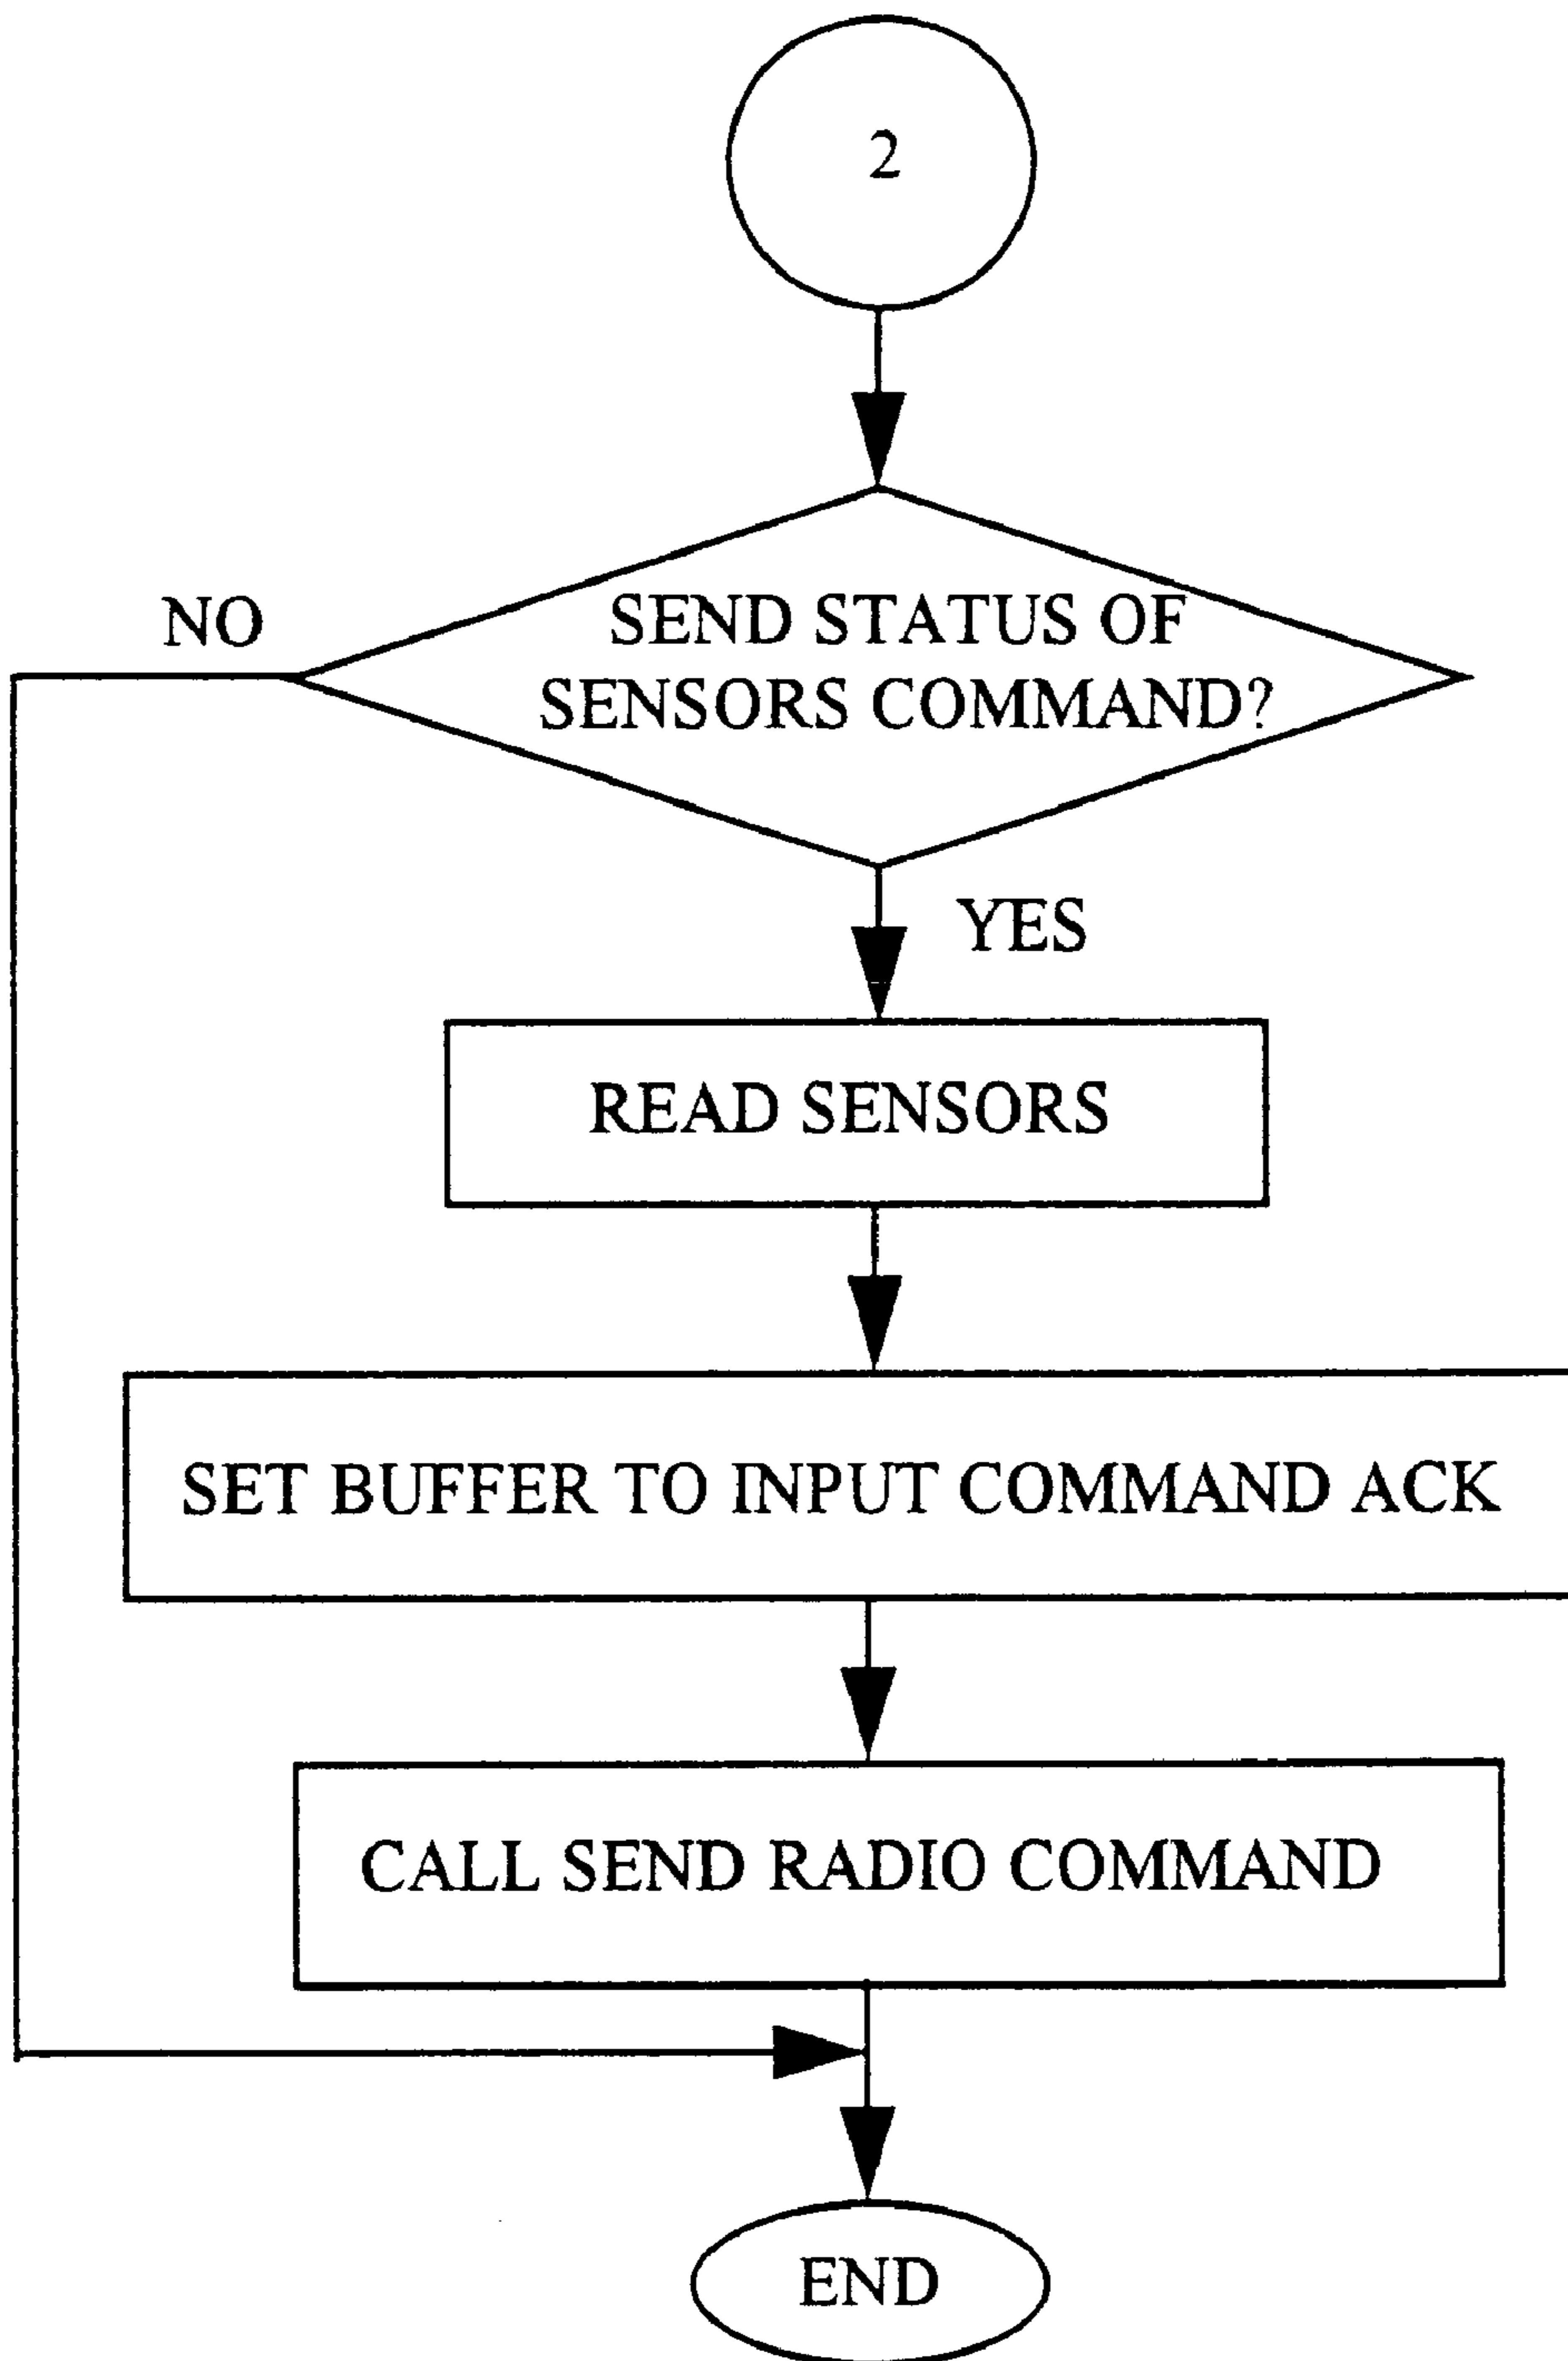 2
NO
SEND STATUS OF
SENSORS COMMAND?
YES
READ SENSORS
SET BUFFER TO INPUT COMMAND ACK
CALL SEND RADIO COMMAND
END